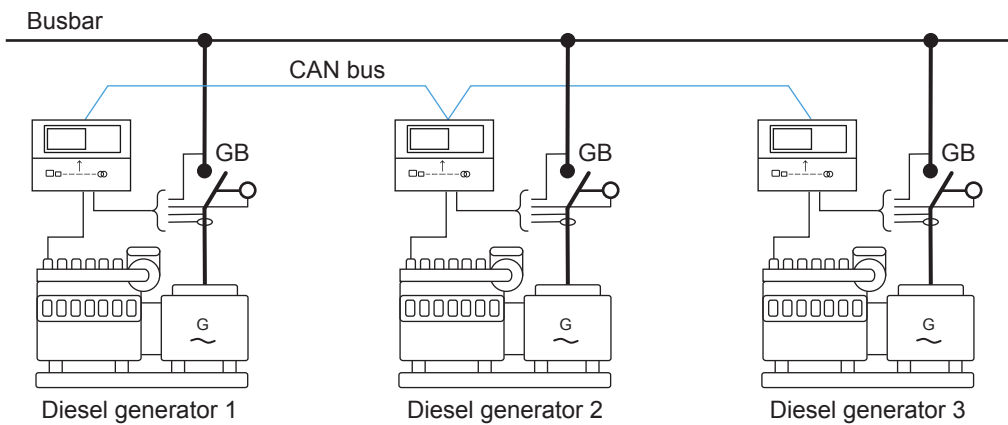 Busbar
CAN bus
GB
GB
GB
G
G
G
Diesel generator 1
Diesel generator 2
Diesel generator 3